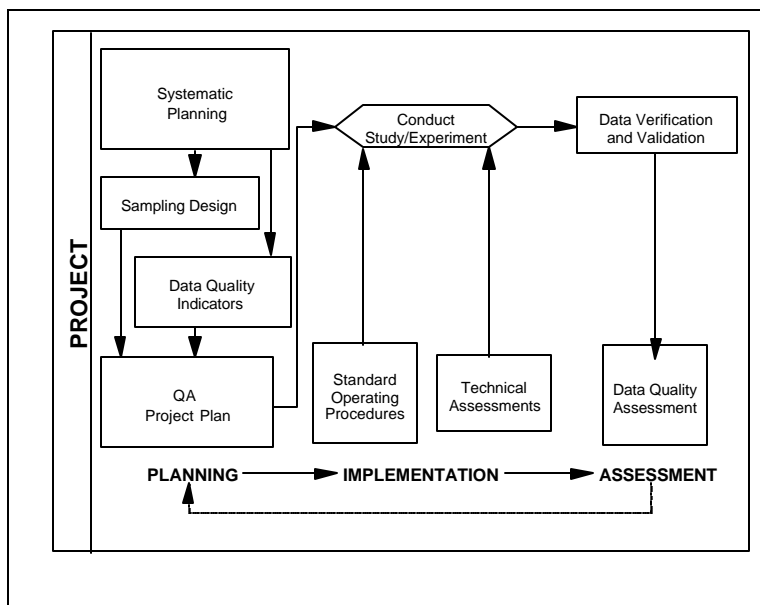 PROJECT
Systematic
Planning
Sampling Design
Data Quality
Indicators
QA
Project Plan
Conduct
Study/Experiment
Standard
Operating
Procedures
Technical
Assessments
Data Verification
and Validation
Data Quality
Assessment
PLANNING
IMPLEMENTATION
ASSESSMENT